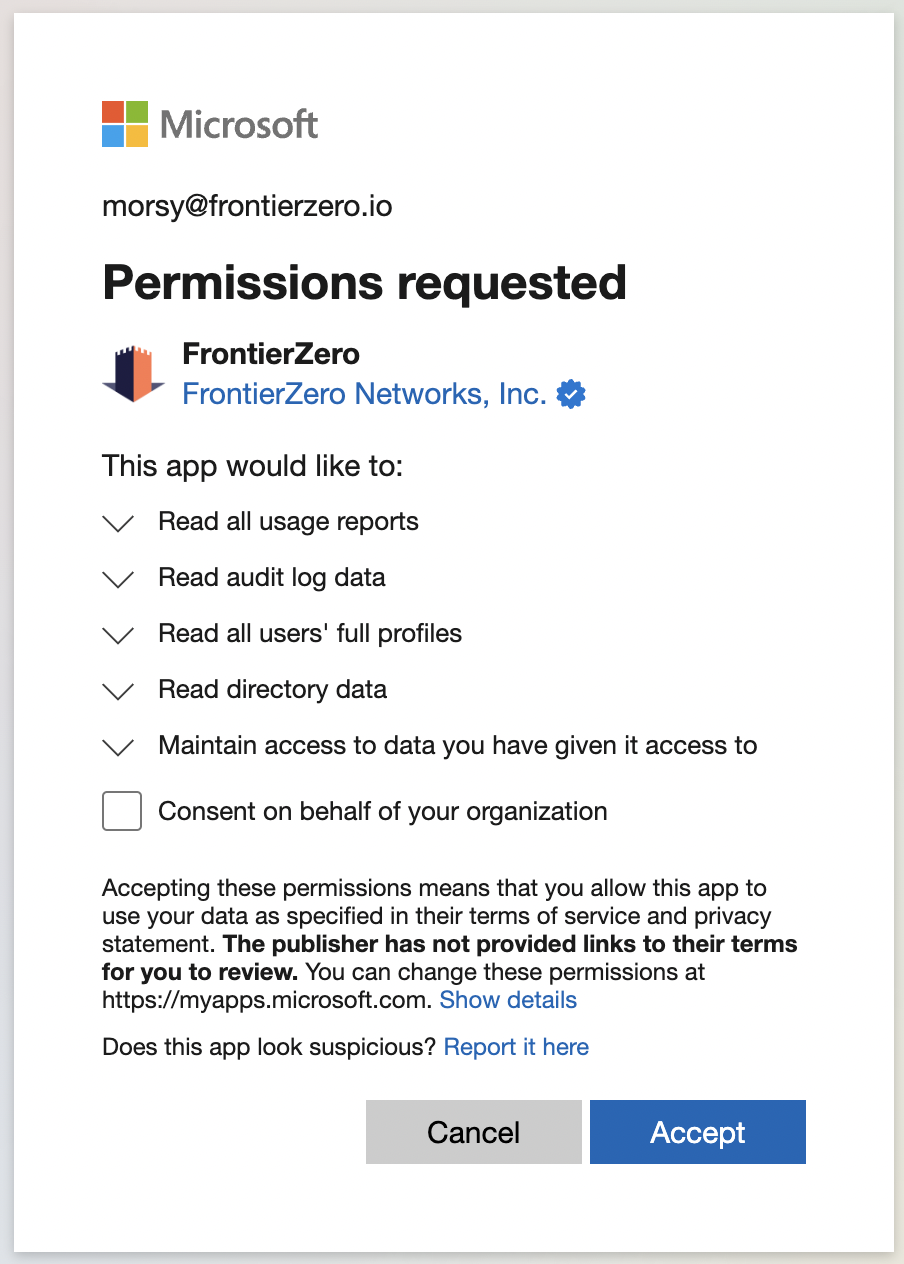 Microsoft
morsy@frontierzero.io
Permissions requested
FrontierZero
FrontierZero Networks, Inc.
This app would like to:
Read all usage reports
Read audit log data
Read all users' full profiles
Read directory data
Maintain access to data you have given it access to
Consent on behalf of your organization
Accepting these permissions means that you allow this app to
use your data as specified in their terms of service and privacy
statement. The publisher has not provided links to their terms
for you to review. You can change these permissions at
https://myapps.microsoft.com. Show details
Does this app look suspicious? Report it here
Cancel Accept